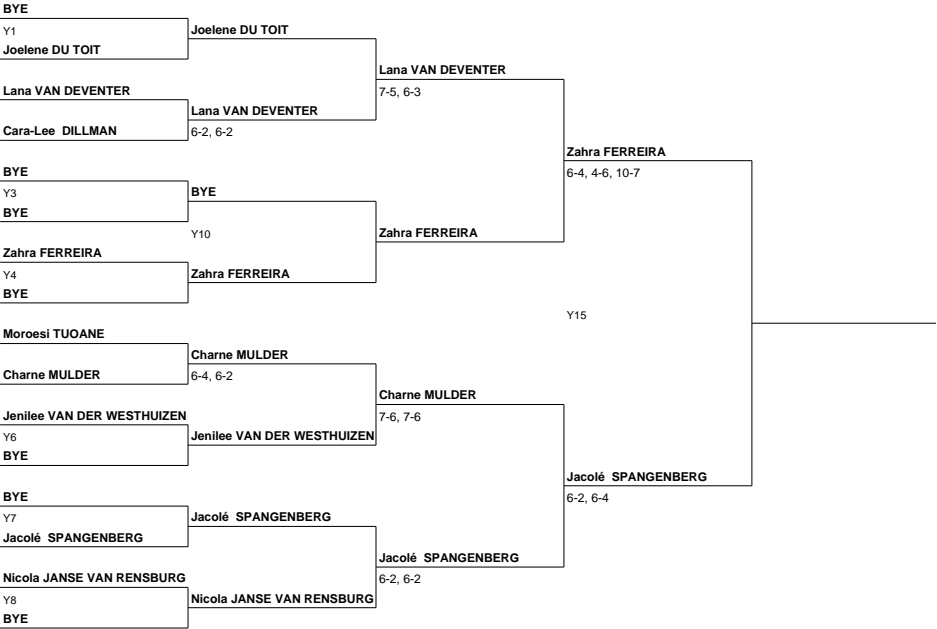 BYE
Y1
Joelene DU TOIT
Lana VAN DEVENTER
Cara-Lee DILLMAN
BYE
Y3
BYE
Zahra FERREIRA
Y4
BYE
Moroesi TUOANE
Charne MULDER
Jenilee VAN DER WESTHUIZEN
Y6
BYE
BYE
Y7
Jacolé SPANGENBERG
Nicola JANSE VAN RENSBURG
Y8
BYE
Joelene DU TOIT
Lana VAN DEVENTER
6-2, 6-2
BYE
Y10
Zahra FERREIRA
Charne MULDER
6-4, 6-2
Jenilee VAN DER WESTHUIZEN
Jacolé SPANGENBERG
Nicola JANSE VAN RENSBURG
Lana VAN DEVENTER
7-5, 6-3
Zahra FERREIRA
Charne MULDER
7-6, 7-6
Jacolé SPANGENBERG
6-2, 6-2
Zahra FERREIRA
6-4, 4-6, 10-7
Y15
Jacolé SPANGENBERG
6-2, 6-4